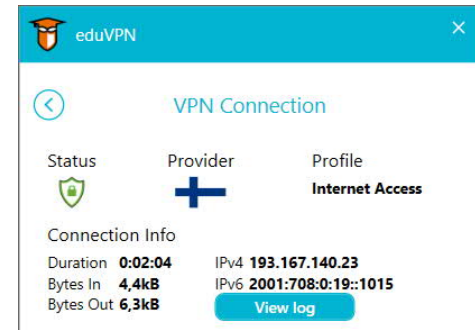 eduVPN
VPN Connection
Status Provider Profile
Internet Access
Connection Info
Duration 0:02:04 IPv4 193.167.140.23
Bytes In 4,4kB IPv6 2001:708:0:19::1015
Bytes Out 6,3kB View log